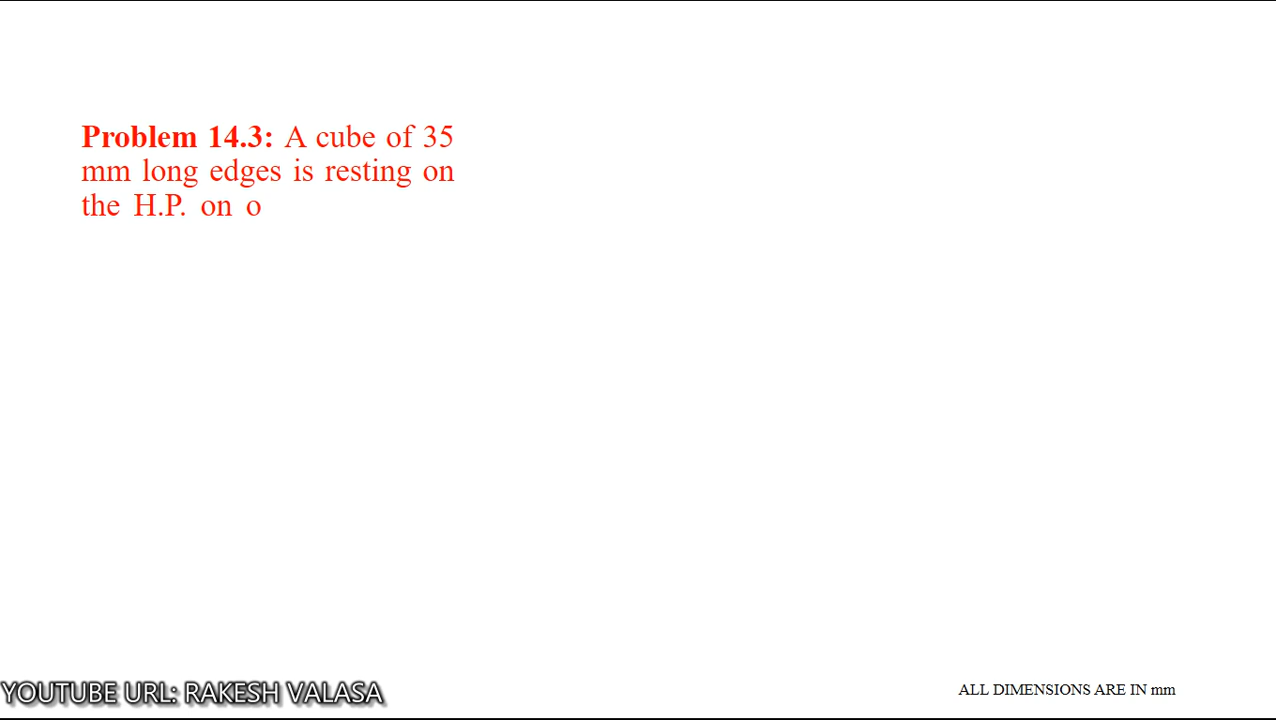 Problem 14.3: A cube of 35
mm long edges is resting on
the H.P. on o
YOUTUBE URL: RAKESH VALASA
ALL DIMENSIONS ARE IN mm